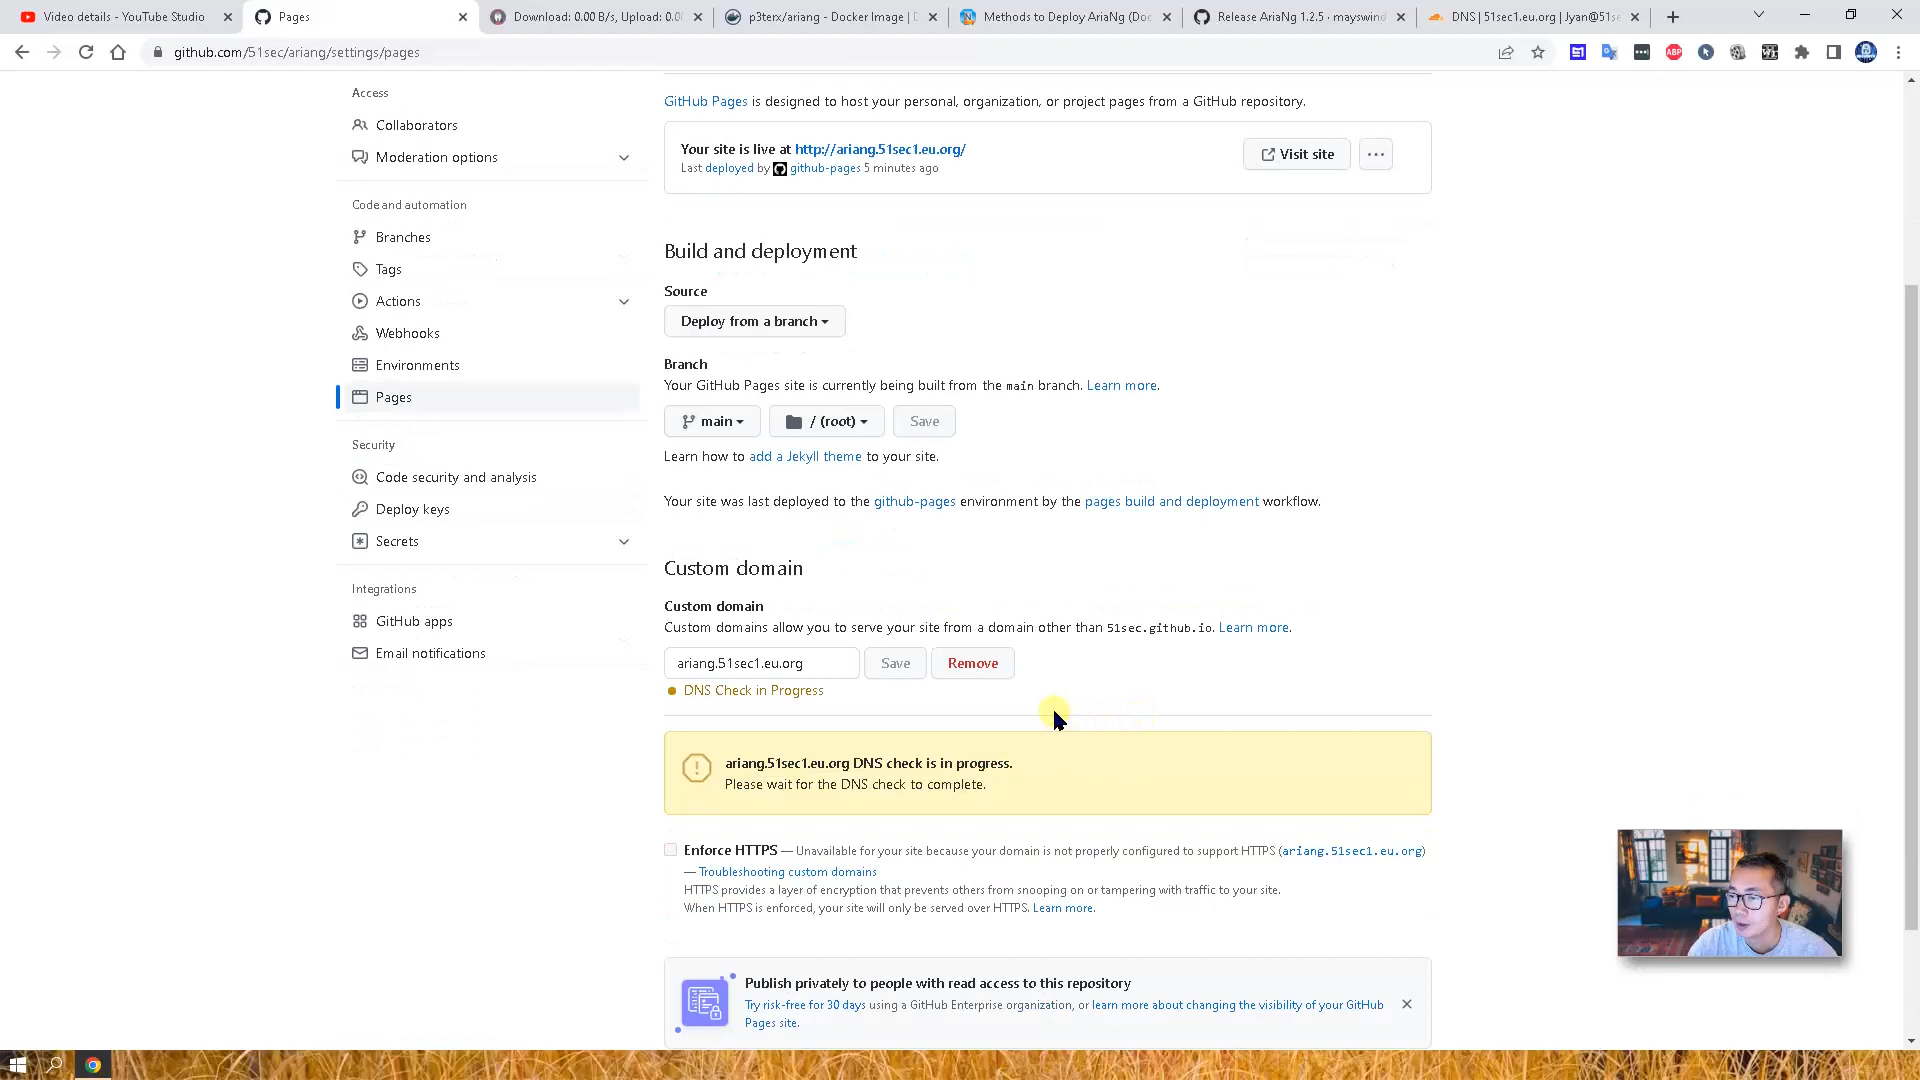 Video details - YouTube Studio
Pages
Download: 0.00 B/s, Upload: 0.0
p3terx/ariang - Docker Image | D
Methods to Deploy AriaNg (Doc
Release AriaNg 1.2.5 · mayswind
DNS | 51sec1.eu.org | Jyan@51se
github.com/51sec/ariang/settings/pages
ABP
Access
Collaborators
Moderation options
Code and automation
Branches
Tags
Actions
Webhooks
Environments
Pages
Security
Code security and analysis
Deploy keys
Secrets
Integrations
GitHub apps
Email notifications
GitHub Pages is designed to host your personal, organization, or project pages from a GitHub repository.
Your site is live at http://ariang.51sec1.eu.org/
Last deployed by github-pages 5 minutes ago
Visit site
Build and deployment
Source
Deploy from a branch
Branch
Your GitHub Pages site is currently being built from the main branch. Learn more.
main
/ (root)
Save
Learn how to add a Jekyll theme to your site.
Your site was last deployed to the github-pages environment by the pages build and deployment workflow.
Custom domain
Custom domain
Custom domains allow you to serve your site from a domain other than 51sec.github.io. Learn more.
ariang.51sec1.eu.org
Save
Remove
DNS Check in Progress
ariang.51sec1.eu.org DNS check is in progress.
Please wait for the DNS check to complete.
Enforce HTTPS — Unavailable for your site because your domain is not properly configured to support HTTPS (ariang.51sec1.eu.org)
— Troubleshooting custom domains
HTTPS provides a layer of encryption that prevents others from snooping on or tampering with traffic to your site.
When HTTPS is enforced, your site will only be served over HTTPS. Learn more.
Publish privately to people with read access to this repository
Try risk-free for 30 days using a GitHub Enterprise organization, or learn more about changing the visibility of your GitHub
Pages site.